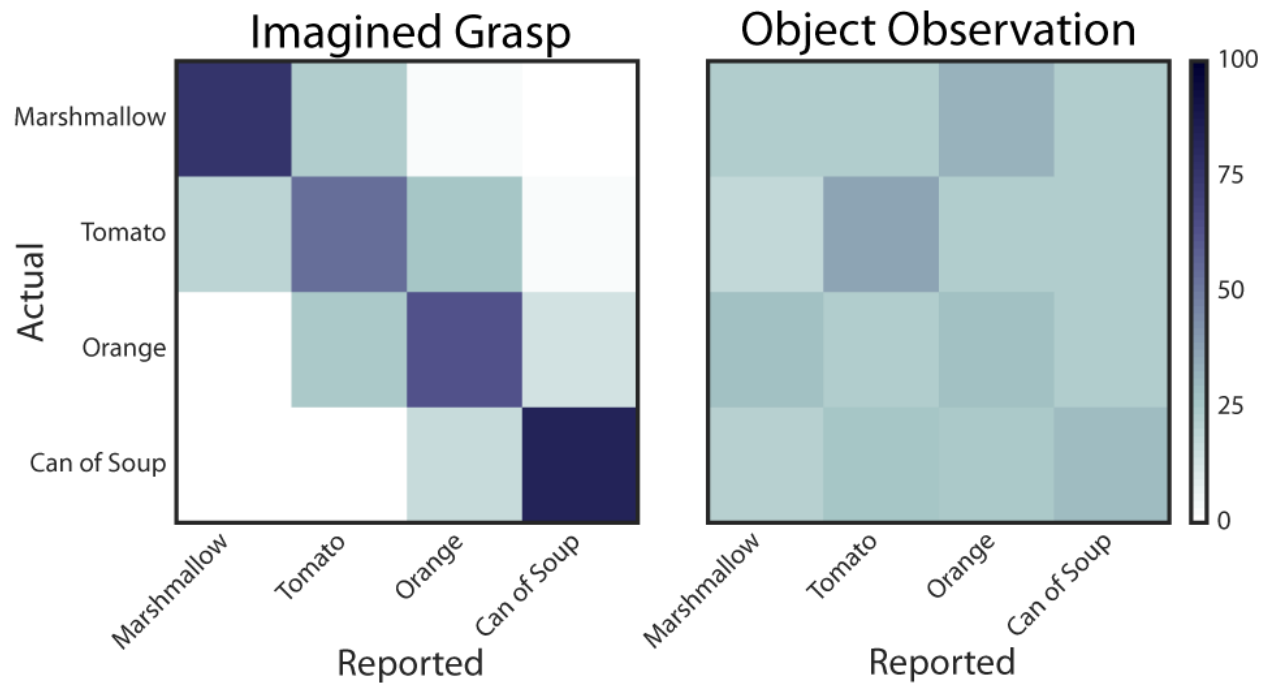 Imagined Grasp
Object Observation
Actual
Marshmallow
Tomato
Orange
Can of Soup
Marshmallow
Tomato
Orange
Can of Soup
Reported
Marshmallow
Tomato
Orange
Can of Soup
Reported
100
75
50
25
0